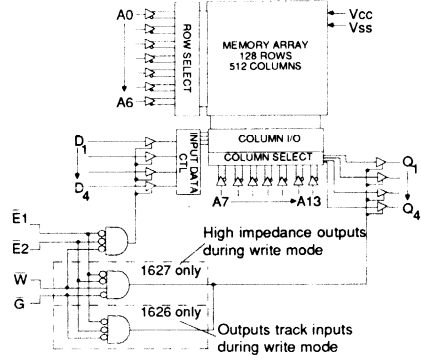 A0
A6
ROW SELECT
MEMORY ARRAY
128 ROWS
512 COLUMNS
Vcc
Vss
D1
D4
INPUT DATA
CTL
COLUMN I/O
COLUMN SELECT
Q1
Q4
A7
A13
E1
E2
W
G
High impedance outputs
during write mode
1627 only
1626 only
Outputs track inputs
during write mode